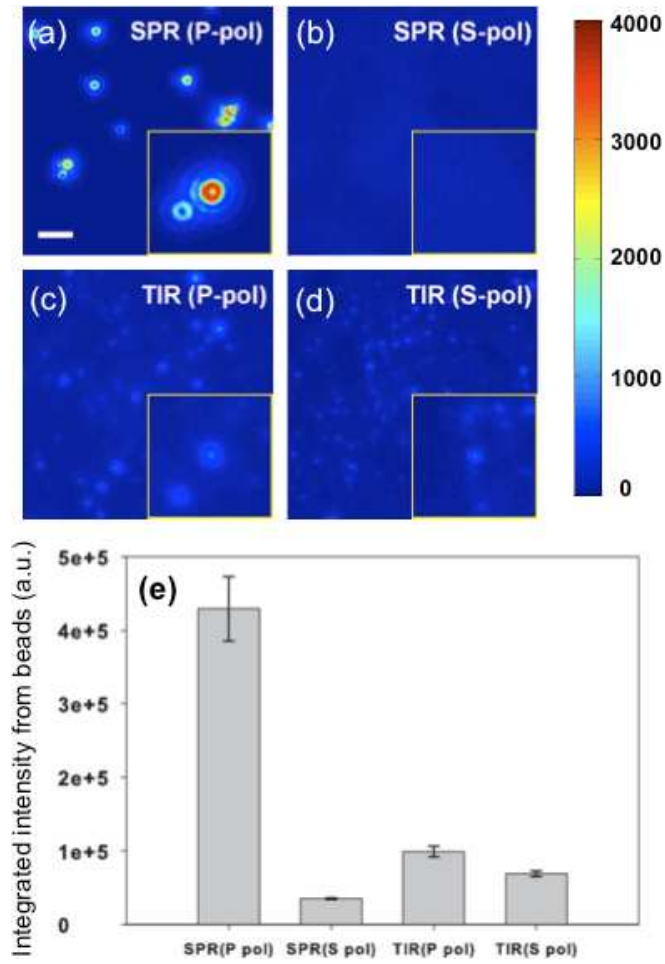 (a) SPR (P-pol)
(b) SPR (S-pol)
(c) TIR (P-pol)
(d) TIR (S-pol)
4000
3000
2000
1000
0
(e)
Integrated intensity from beads (a.u.)
5e+5
4e+5
3e+5
2e+5
1e+5
0
SPR(P pol) SPR(S pol) TIR(P pol) TIR(S pol)